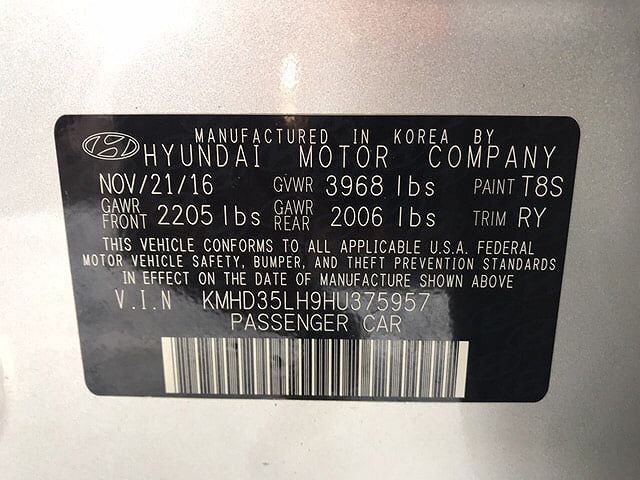 MANUFACTURED IN KOREA BY
HYUNDAI MOTOR COMPANY
NOV/21/16 GVWR 3968 lbs PAINT T8S
GAWR FRONT 2205 lbs GAWR REAR 2006 lbs TRIM RY
THIS VEHICLE CONFORMS TO ALL APPLICABLE U.S.A. FEDERAL
MOTOR VEHICLE SAFETY, BUMPER, AND THEFT PREVENTION STANDARDS
IN EFFECT ON THE DATE OF MANUFACTURE SHOWN ABOVE
V.I.N KMHD35LH9HU375957
PASSENGER CAR